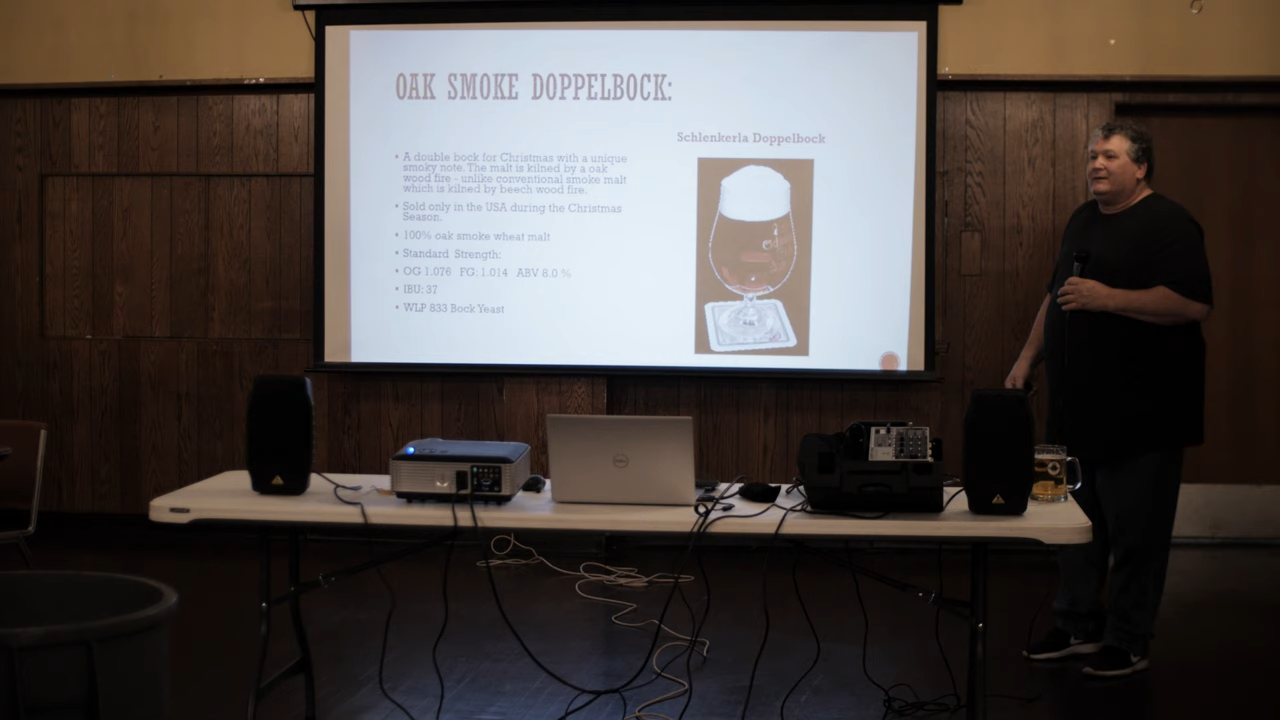 OAK SMOKE DOPPELBOCK:
Schlenkerla Doppelbock
• A double bock for Christmas with a unique
smoky note. The malt is kilned by a oak
wood fire - unlike conventional smoke malt
which is kilned by beech wood fire.
• Sold only in the USA during the Christmas
Season.
• 100% oak smoke wheat malt
• Standard Strength:
• OG 1.076 FG: 1.014 ABV 8.0 %
• IBU: 37
• WLP 833 Bock Yeast
DELL